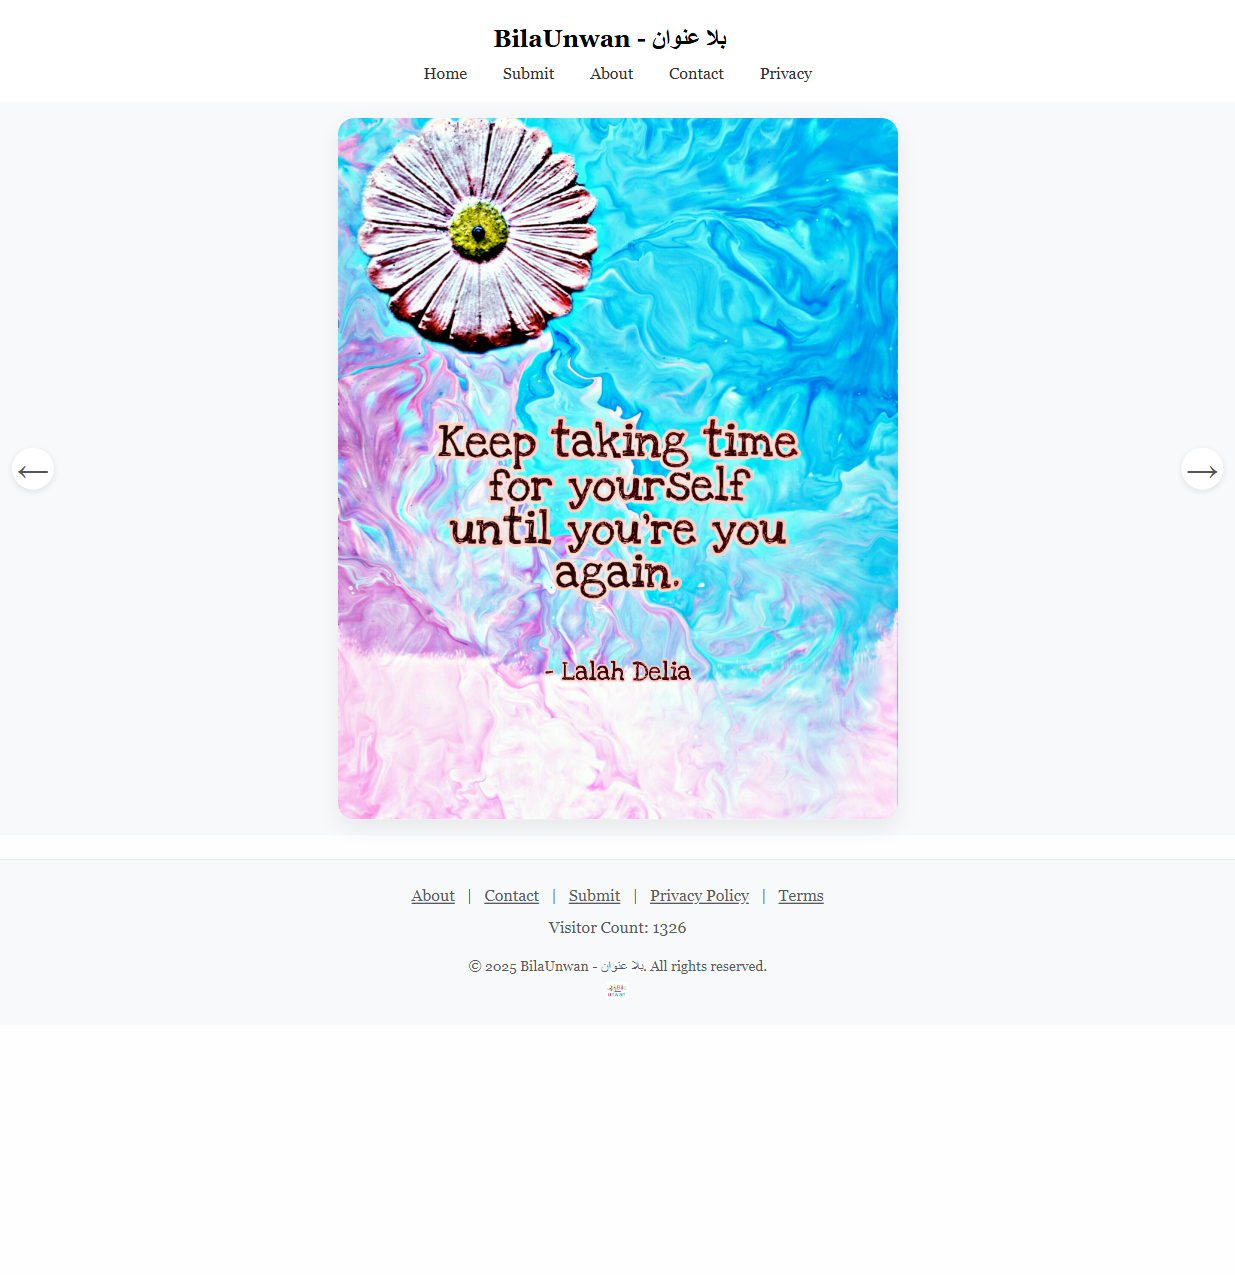 BilaUnwan - بلا عنوان
Home Submit About Contact Privacy
Keep taking time
for yourself
until you're you
again.
- Lalah Delia
About | Contact | Submit | Privacy Policy | Terms
Visitor Count: 1326
© 2025 BilaUnwan - بلا عنوان. All rights reserved.